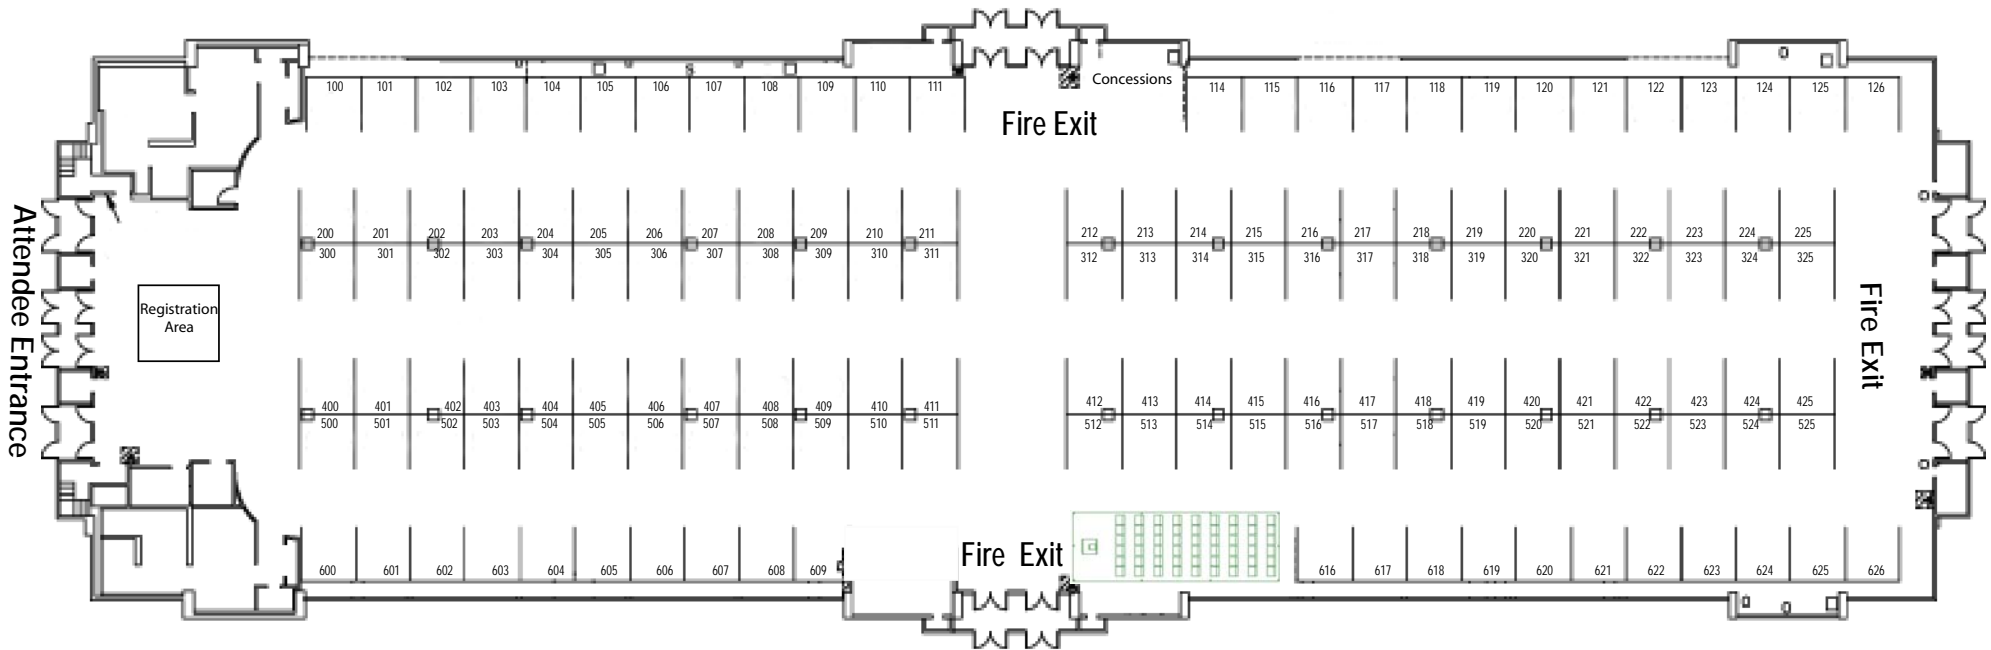 100 101 102 103 104 105 106 107 108 109 110 111
Concessions
114 115 116 117 118 119 120 121 122 123 124 125 126
Fire Exit
Attendee Entrance
200 201 202 203 204 205 206 207 208 209 210 211
300 301 302 303 304 305 306 307 308 309 310 311
212 213 214 215 216 217 218 219 220 221 222 223 224 225
312 313 314 315 316 317 318 319 320 321 322 323 324 325
Registration
Area
Fire Exit
400 401 402 403 404 405 406 407 408 409 410 411
500 501 502 503 504 505 506 507 508 509 510 511
412 413 414 415 416 417 418 419 420 421 422 423 424 425
512 513 514 515 516 517 518 519 520 521 522 523 524 525
Fire Exit
600 601 602 603 604 605 606 607 608 609
616 617 618 619 620 621 622 623 624 625 626